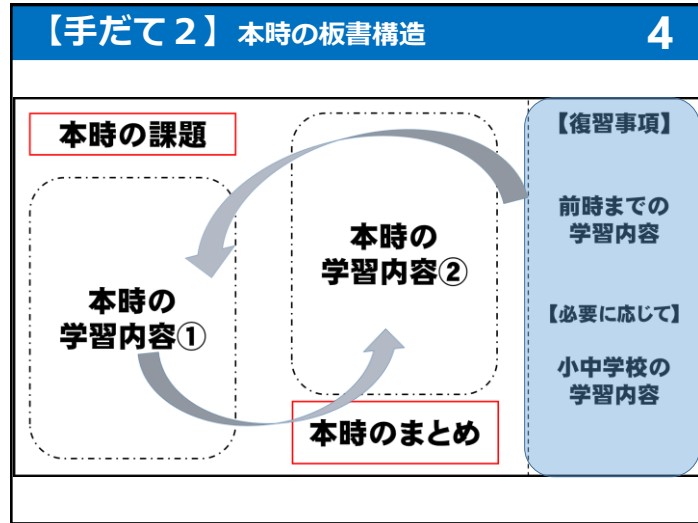 【手だて２】本時の板書構造
4
本時の課題
本時の
学習内容①
本時の
学習内容②
本時のまとめ
【復習事項】
前時までの
学習内容
【必要に応じて】
小中学校の
学習内容